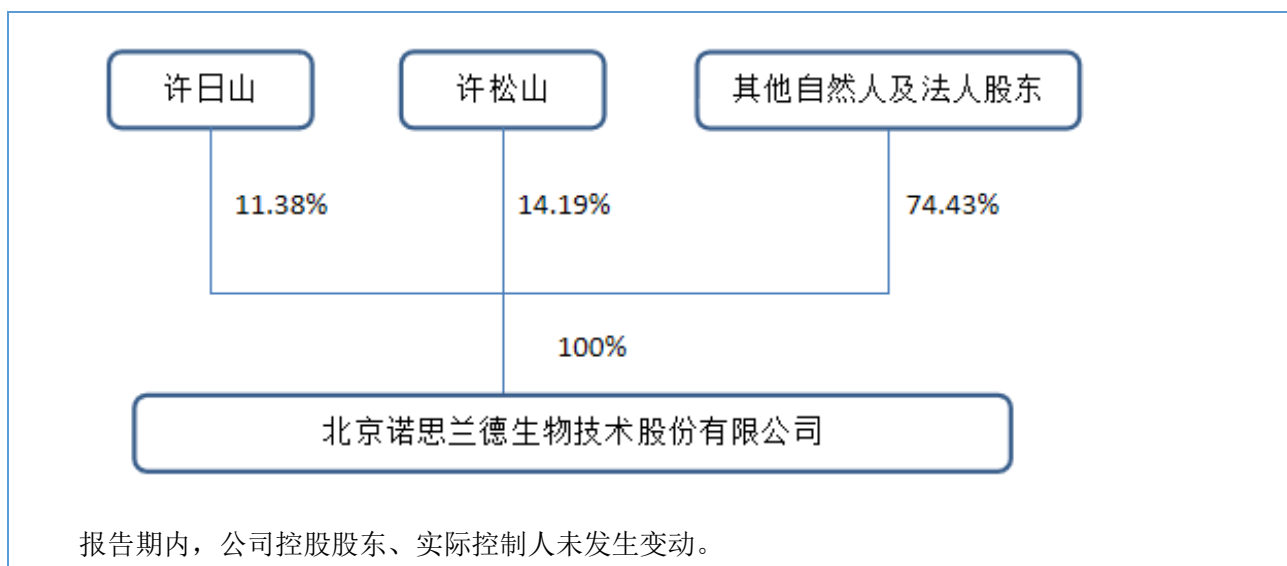 许日山
许松山
其他自然人及法人股东
11.38%
14.19%
74.43%
100%
北京诺思兰德生物技术股份有限公司
报告期内，公司控股股东、实际控制人未发生变动。